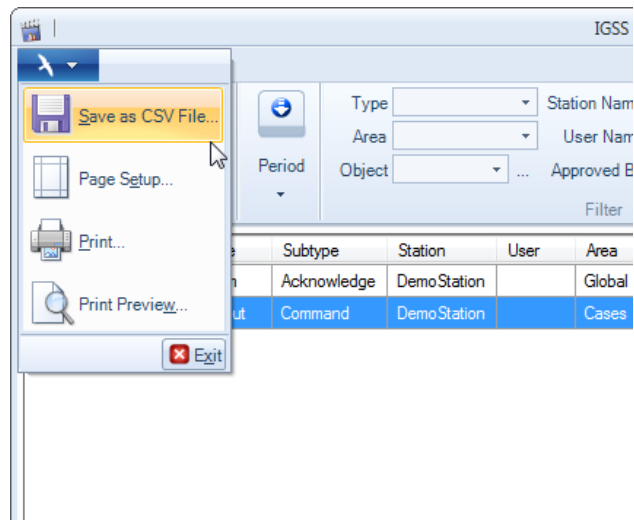 IGSS
Save as CSV File...
Page Setup...
Print...
Print Preview...
Exit
Period
Type
Area
Object
...
Station Nam
User Nam
Approved B
Filter
Subtype Station User Area
Acknowledge DemoStation Global
ut Command DemoStation Cases